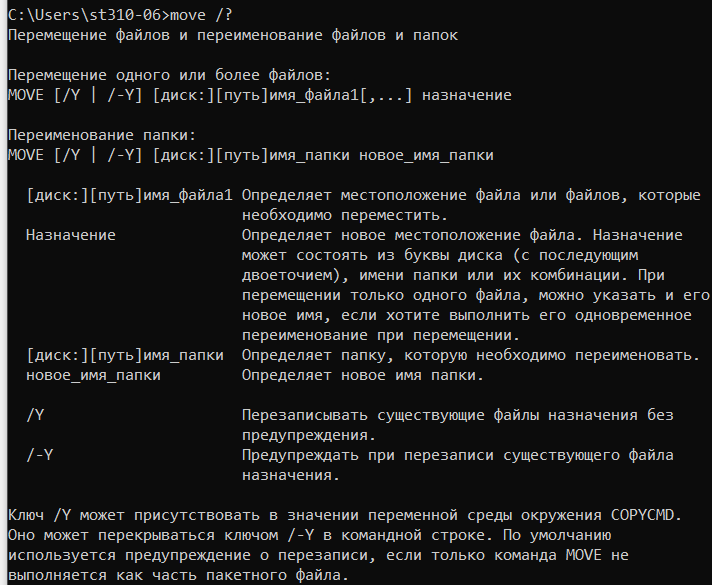 C:\Users\st310-06>move /?
Перемещение файлов и переименование файлов и папок
Перемещение одного или более файлов:
MOVE [/Y | /-Y] [диск:][путь]имя_файла1[,...] назначение
Переименование папки:
MOVE [/Y | /-Y] [диск:][путь]имя_папки новое_имя_папки
[диск:][путь]имя_файла1 Определяет местоположение файла или файлов, которые
необходимо переместить.
Назначение Определяет новое местоположение файла. Назначение
может состоять из буквы диска (с последующим
двоеточием), имени папки или их комбинации. При
перемещении только одного файла, можно указать и его
новое имя, если хотите выполнить его одновременное
переименование при перемещении.
[диск:][путь]имя_папки Определяет папку, которую необходимо переименовать.
новое_имя_папки Определяет новое имя папки.
/Y Перезаписывать существующие файлы назначения без
предупреждения.
/-Y Предупреждать при перезаписи существующего файла
назначения.
Ключ /Y может присутствовать в значении переменной среды окружения COPYCMD.
Оно может перекрываться ключом /-Y в командной строке. По умолчанию
используется предупреждение о перезаписи, если только команда MOVE не
выполняется как часть пакетного файла.